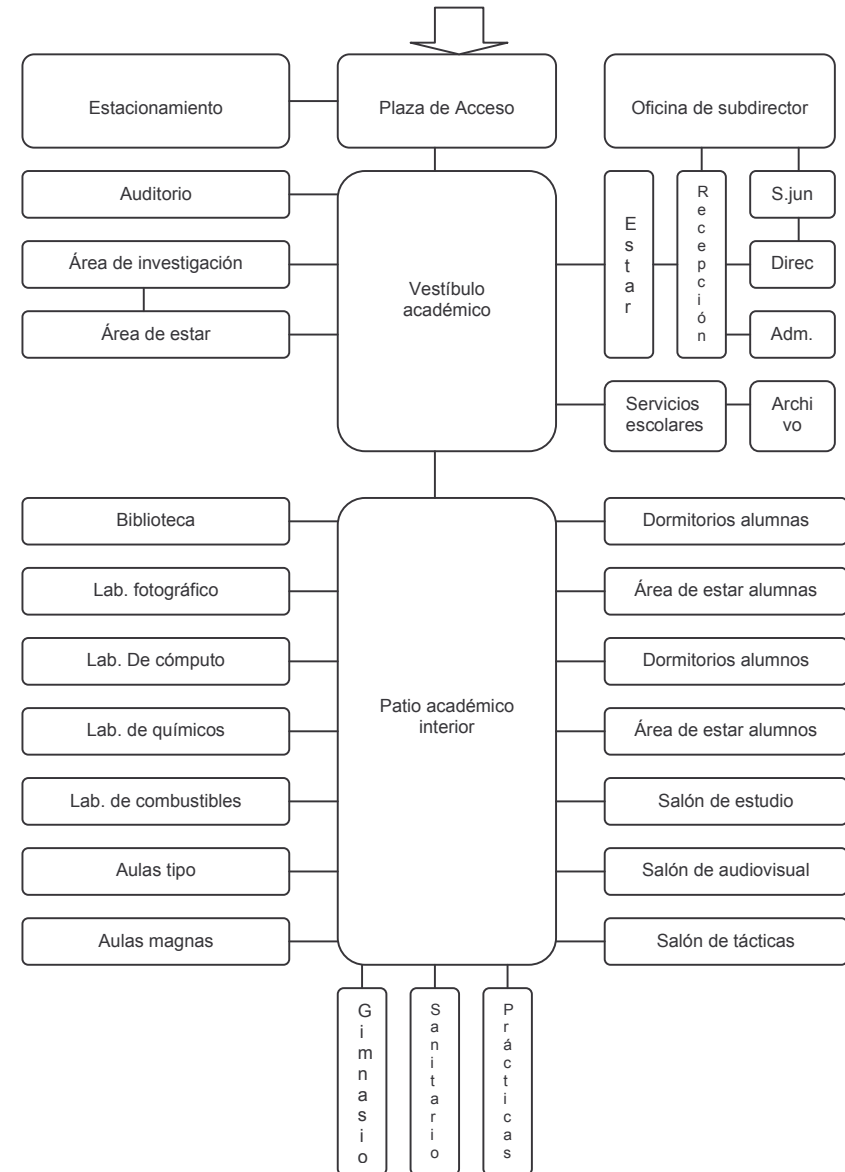 Estacionamiento
Plaza de Acceso
Oficina de subdirector
Auditorio
Área de investigación
Área de estar
Vestíbulo
académico
Estar
Recepción
S.jun
Direc
Adm.
Servicios
escolares
Archi
vo
Biblioteca
Lab. fotográfico
Lab. De cómputo
Lab. de químicos
Lab. de combustibles
Aulas tipo
Aulas magnas
Patio académico
interior
Dormitorios alumnas
Área de estar alumnas
Dormitorios alumnos
Área de estar alumnos
Salón de estudio
Salón de audiovisual
Salón de tácticas
Gimnasio
Sanitario
Prácticas